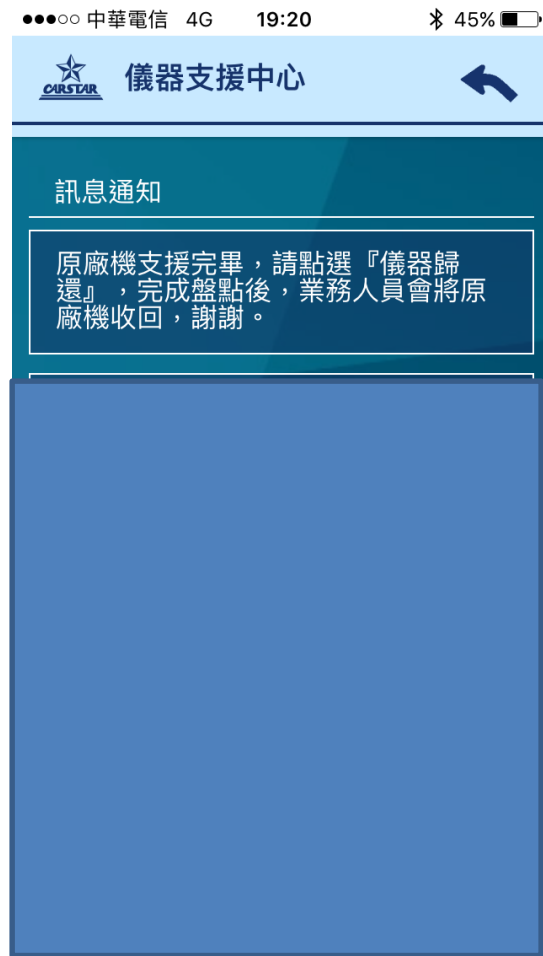 中華電信 4G 19:20 45%
CARSTAR 儀器支援中心
訊息通知
原廠機支援完畢，請點選『儀器歸
還』，完成盤點後，業務人員會將原
廠機收回，謝謝。